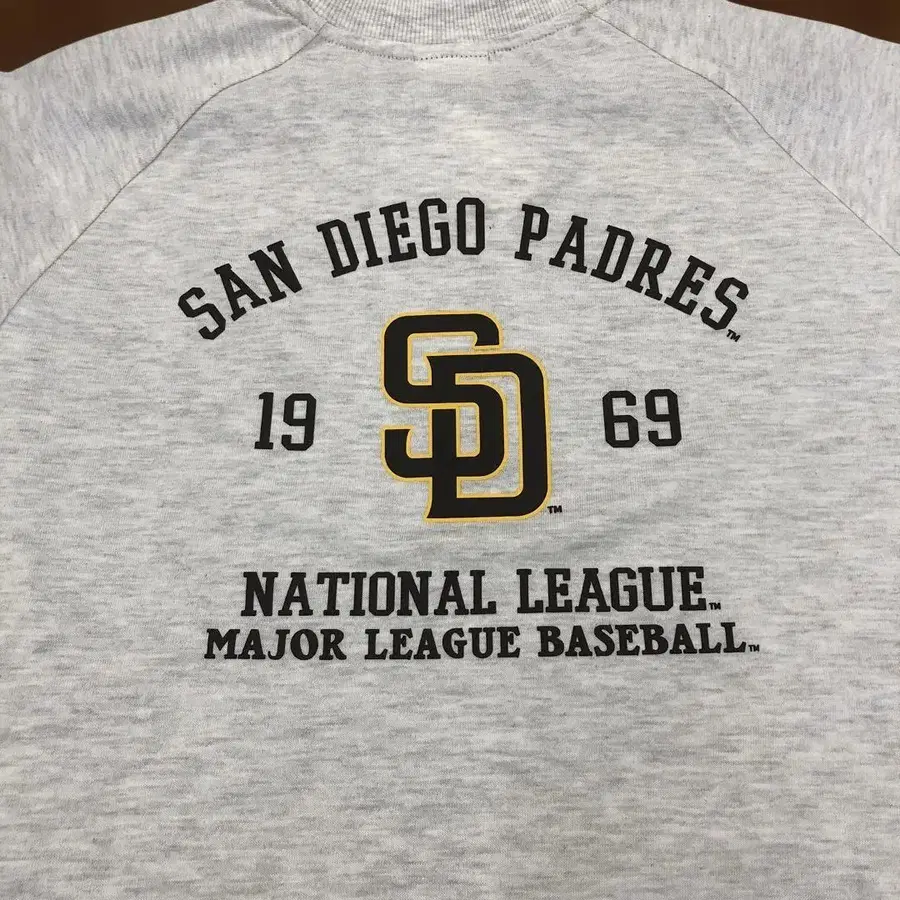 SAN DIEGO PADRES™
19 SD™ 69
NATIONAL LEAGUE™
MAJOR LEAGUE BASEBALL™